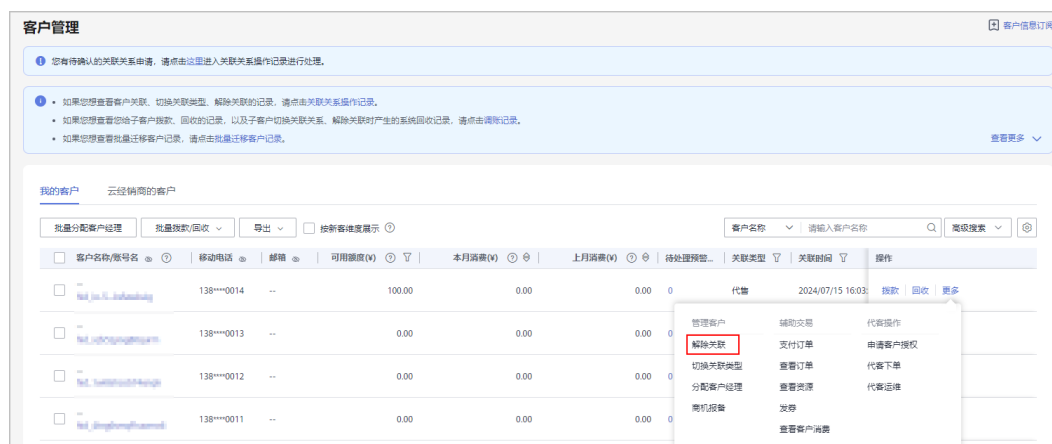 客户管理
客户信息订阅
您有待确认的关联关系申请，请点击这里进入关联关系操作记录进行处理。
如果您想查看客户关联、切换关联类型、解除关联的记录，请点击关联关系操作记录。
如果您想查看您给子客户拨款、回收的记录，以及子客户切换关联关系、解除关联时产生的系统回收记录，请点击调账记录。
如果您想查看批量迁移客户记录，请点击批量迁移客户记录。
查看更多
我的客户 云经销商的客户
批量分配客户经理 批量拨款/回收 导出 按新客维度展示 客户名称 请输入客户名称 高级搜索
客户名称/账号名 移动电话 邮箱 可用额度(¥) 本月消费(¥) 上月消费(¥) 待处理预警... 关联类型 关联时间 操作
-- 138****0014 -- 100.00 0.00 0.00 0 代售 2024/07/15 16:03: 拨款 回收 更多
-- 138****0013 -- 0.00 0.00 0.00 0
-- 138****0012 -- 0.00 0.00 0.00 0
-- 138****0011 -- 0.00 0.00 0.00 0
管理客户 辅助交易 代客操作
解除关联 支付订单 申请客户授权
切换关联类型 查看订单 代客下单
分配客户经理 查看资源 代客运维
商机报备 发券
查看客户消费